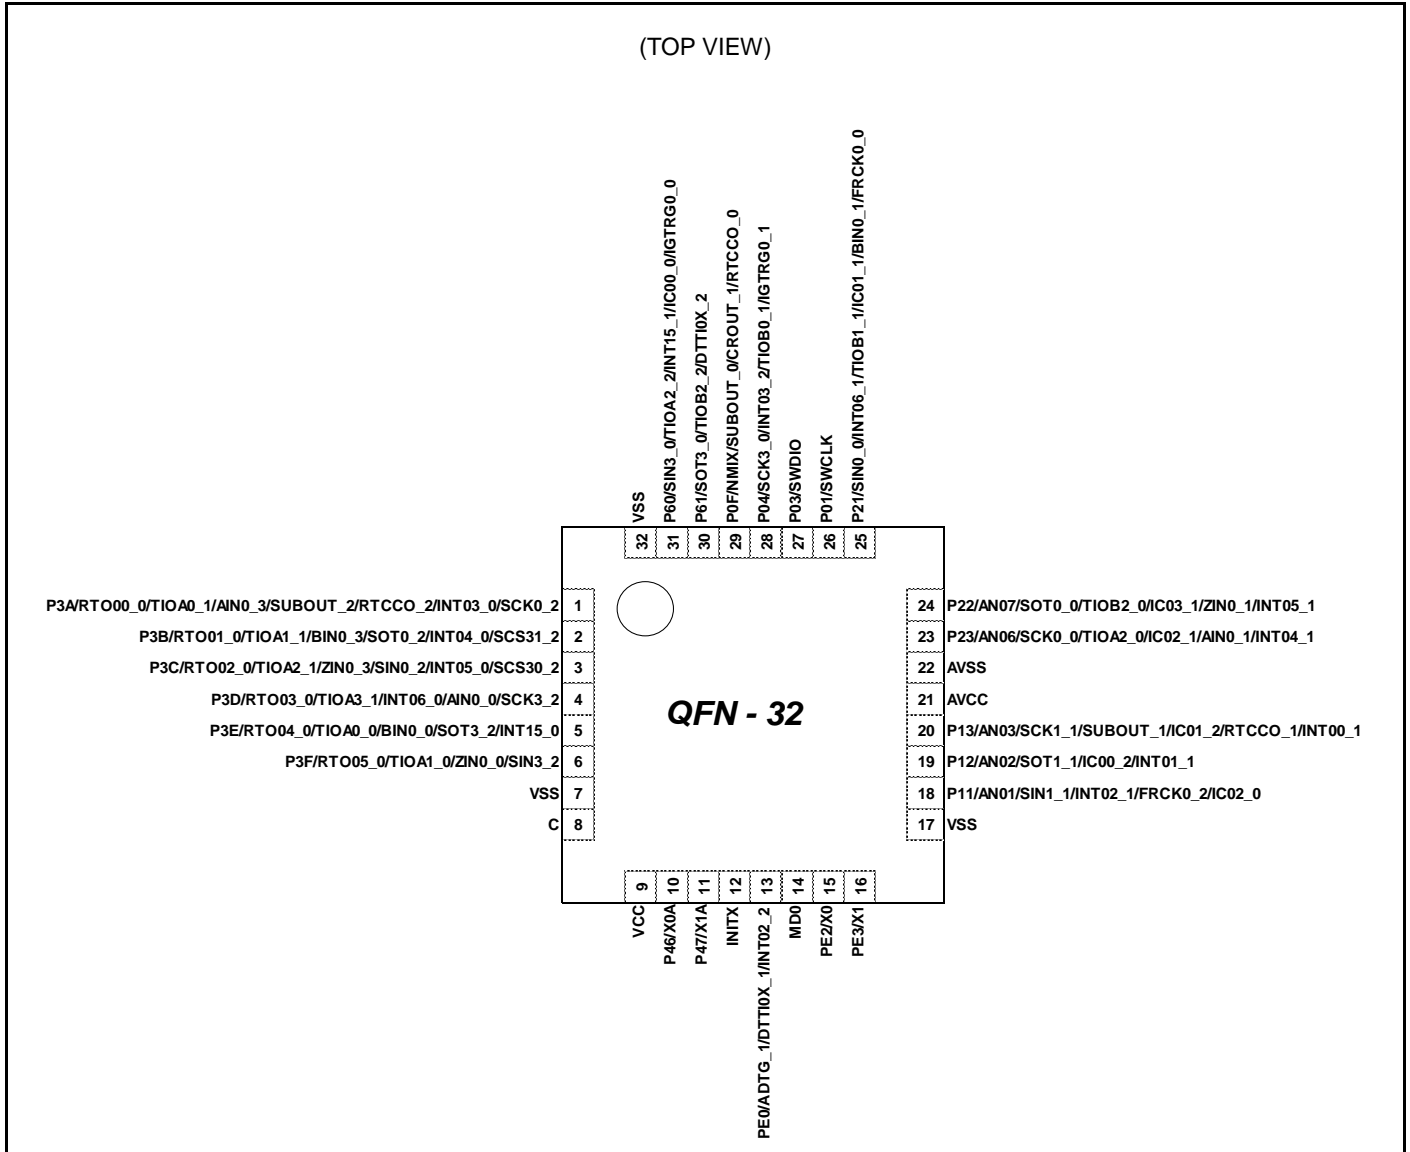 (TOP VIEW)
VSS
P60/SIN3_0/TIOA2_2/INT15_1/IC00_0/IGTRG0_0
P61/SOT3_0/TIOB2_2/DTTI0X_2
P0F/NMIX/SUBOUT_0/CROUT_1/RTCCO_0
P04/SCK3_0/INT03_2/TIOB0_1/IGTRG0_1
P03/SWDIO
P01/SWCLK
P21/SIN0_0/INT06_1/TIOB1_1/IC01_1/BIN0_1/FRCK0_0
32 31 30 29 28 27 26 25
P3A/RTO00_0/TIOA0_1/AIN0_3/SUBOUT_2/RTCCO_2/INT03_0/SCK0_2 1
P3B/RTO01_0/TIOA1_1/BIN0_3/SOT0_2/INT04_0/SCS31_2 2
P3C/RTO02_0/TIOA2_1/ZIN0_3/SIN0_2/INT05_0/SCS30_2 3
P3D/RTO03_0/TIOA3_1/INT06_0/AIN0_0/SCK3_2 4
P3E/RTO04_0/TIOA0_0/BIN0_0/SOT3_2/INT15_0 5
P3F/RTO05_0/TIOA1_0/ZIN0_0/SIN3_2 6
VSS 7
C 8
QFN - 32
24 P22/AN07/SOT0_0/TIOB2_0/IC03_1/ZIN0_1/INT05_1
23 P23/AN06/SCK0_0/TIOA2_0/IC02_1/AIN0_1/INT04_1
22 AVSS
21 AVCC
20 P13/AN03/SCK1_1/SUBOUT_1/IC01_2/RTCCO_1/INT00_1
19 P12/AN02/SOT1_1/IC00_2/INT01_1
18 P11/AN01/SIN1_1/INT02_1/FRCK0_2/IC02_0
17 VSS
9 10 11 12 13 14 15 16
VCC
P46/X0A
P47/X1A
INITX
PE0/ADTG_1/DTTI0X_1/INT02_2
MD0
PE2/X0
PE3/X1